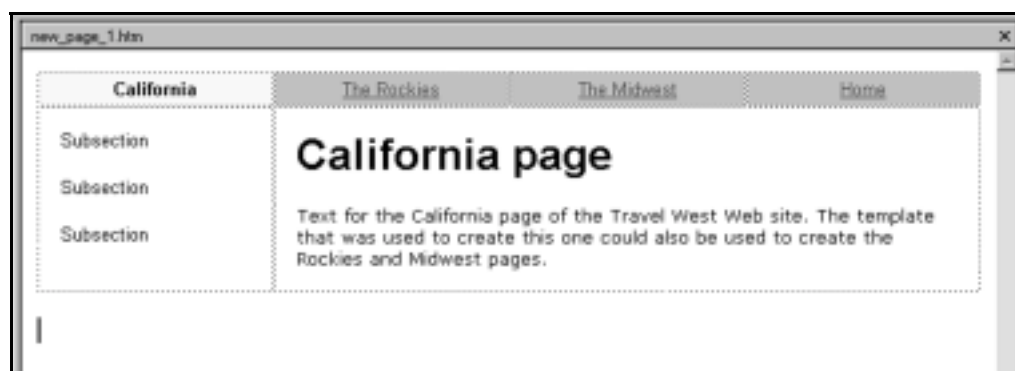 new_page_1.htm
California The Rockies The Midwest Home
Subsection
Subsection
Subsection
California page
Text for the California page of the Travel West Web site. The template
that was used to create this one could also be used to create the
Rockies and Midwest pages.